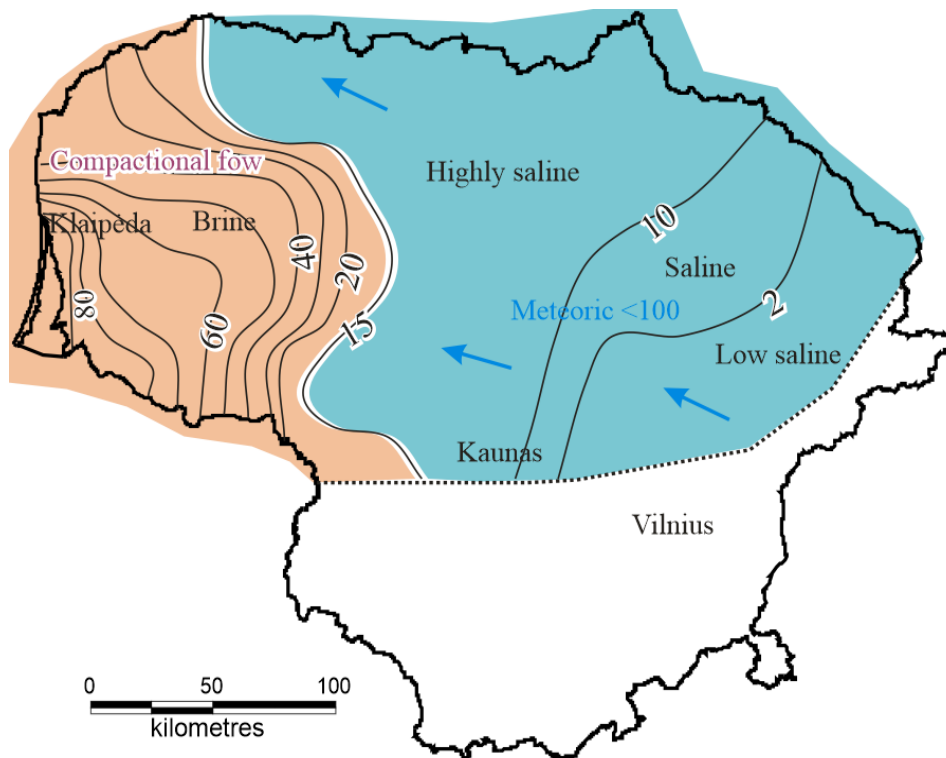 Compactional fow
Highly saline
Klaipėda
Brine
10
40
20
Saline
80
Meteoric <100
2
60
15
Low saline
Kaunas
Vilnius
0
50
100
kilometres